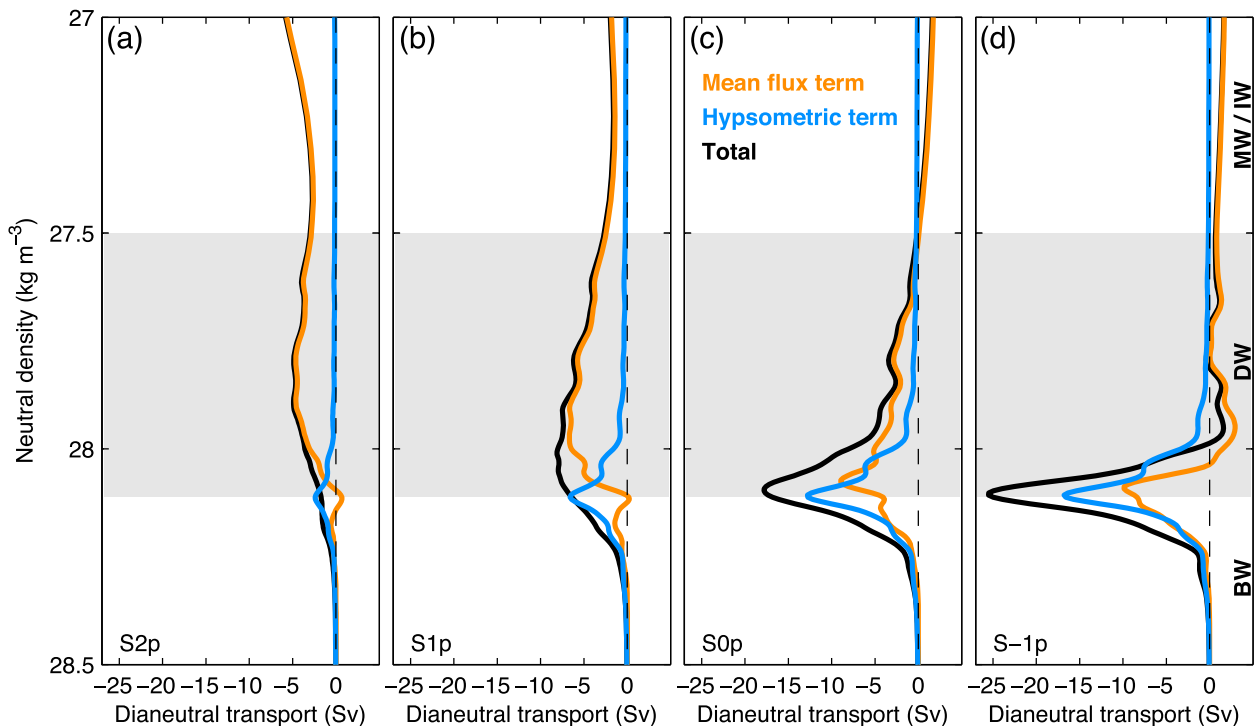 (a)
(b)
(c)
(d)
27
27.5
28
28.5
Neutral density (kg m−3)
Mean flux term
Hypsometric term
Total
MW / IW
DW
BW
S2p
S1p
S0p
S−1p
−25 −20 −15 −10 −5 0
−25 −20 −15 −10 −5 0
−25 −20 −15 −10 −5 0
−25 −20 −15 −10 −5 0
Dianeutral transport (Sv)
Dianeutral transport (Sv)
Dianeutral transport (Sv)
Dianeutral transport (Sv)